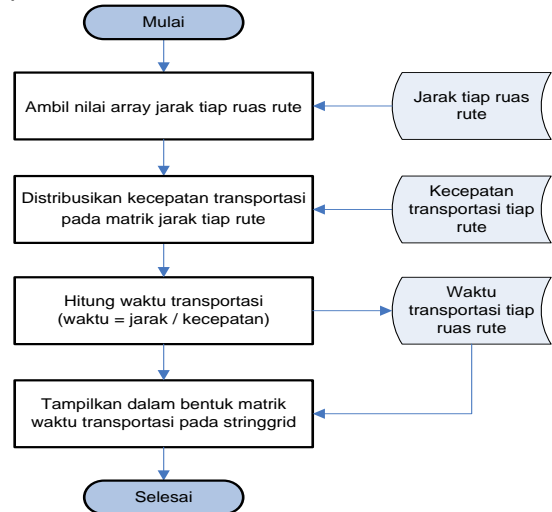 Mulai
Ambil nilai array jarak tiap ruas rute
Jarak tiap ruas
rute
Distribusikan kecepatan transportasi
pada matrik jarak tiap rute
Kecepatan
transportasi tiap
rute
Hitung waktu transportasi
(waktu = jarak / kecepatan)
Waktu
transportasi tiap
ruas rute
Tampilkan dalam bentuk matrik
waktu transportasi pada stringgrid
Selesai